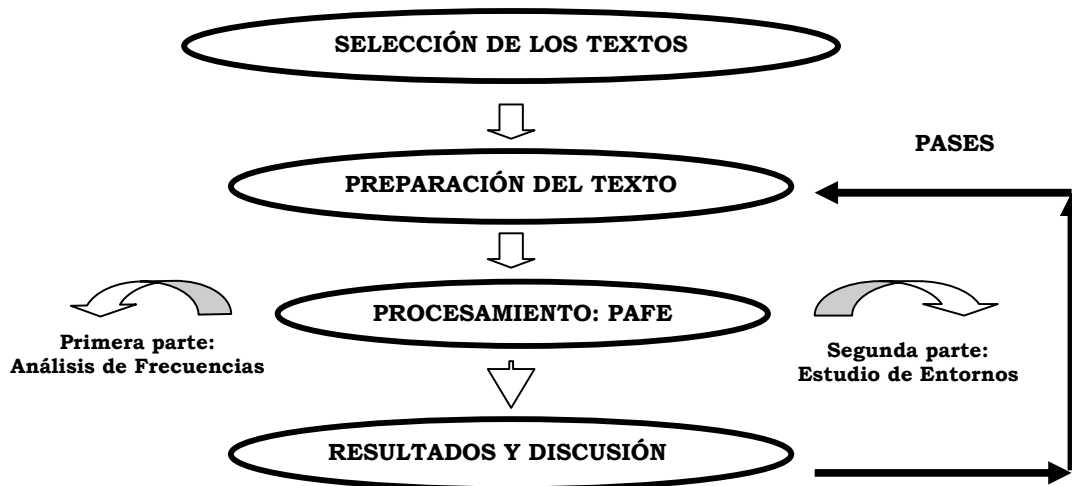 SELECCIÓN DE LOS TEXTOS
PASES
PREPARACIÓN DEL TEXTO
PROCESAMIENTO: PAFE
Primera parte:
Análisis de Frecuencias
Segunda parte:
Estudio de Entornos
RESULTADOS Y DISCUSIÓN